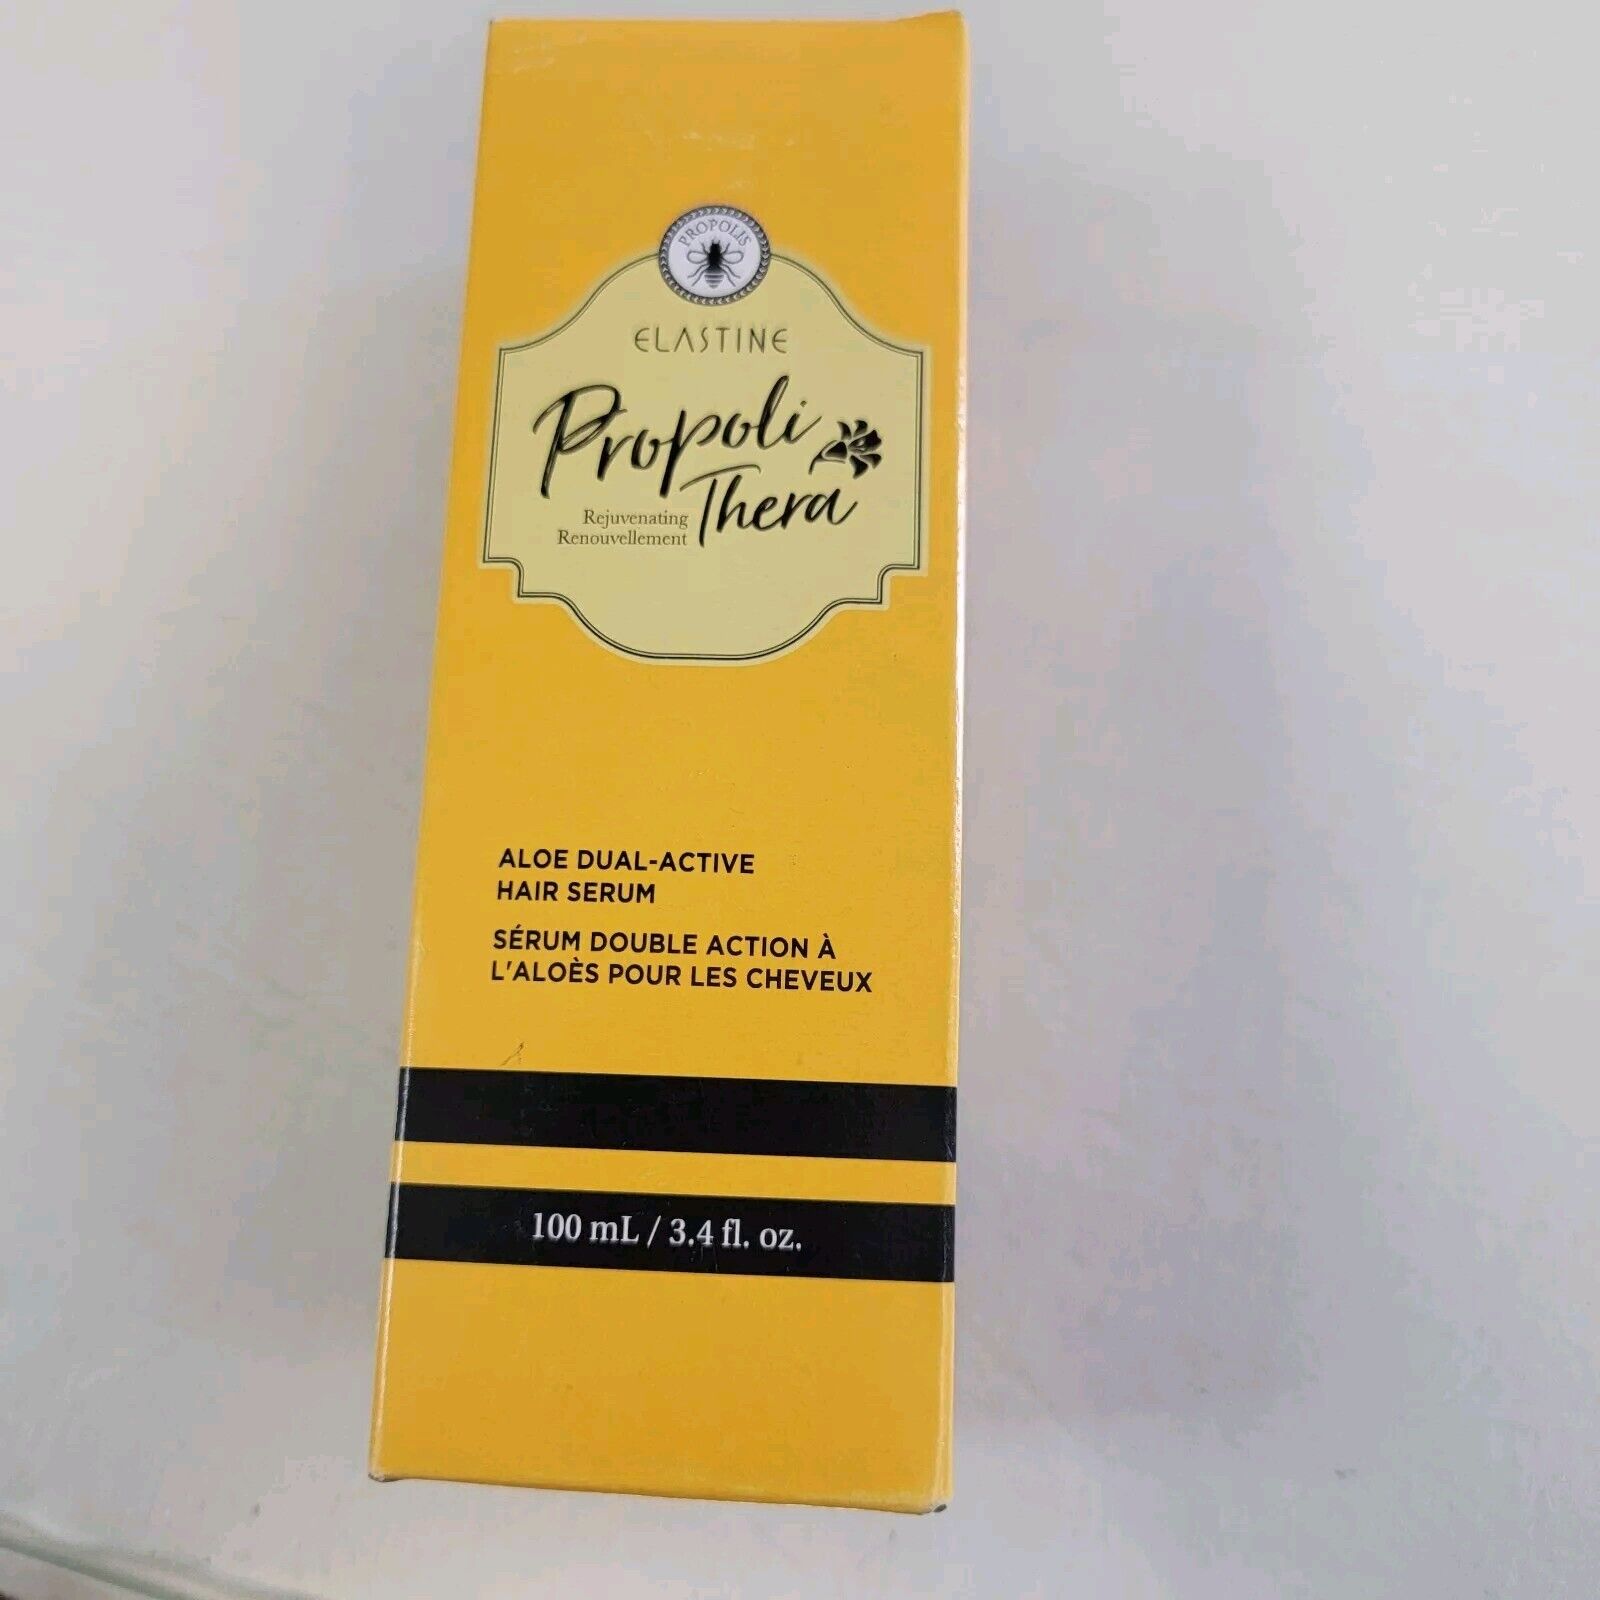 PROPOLIS
ELASTINE
Propoli
Thera
Rejuvenating
Renouvellement
ALOE DUAL-ACTIVE
HAIR SERUM
SÉRUM DOUBLE ACTION À
L'ALOÈS POUR LES CHEVEUX
100 mL / 3.4 fl. oz.